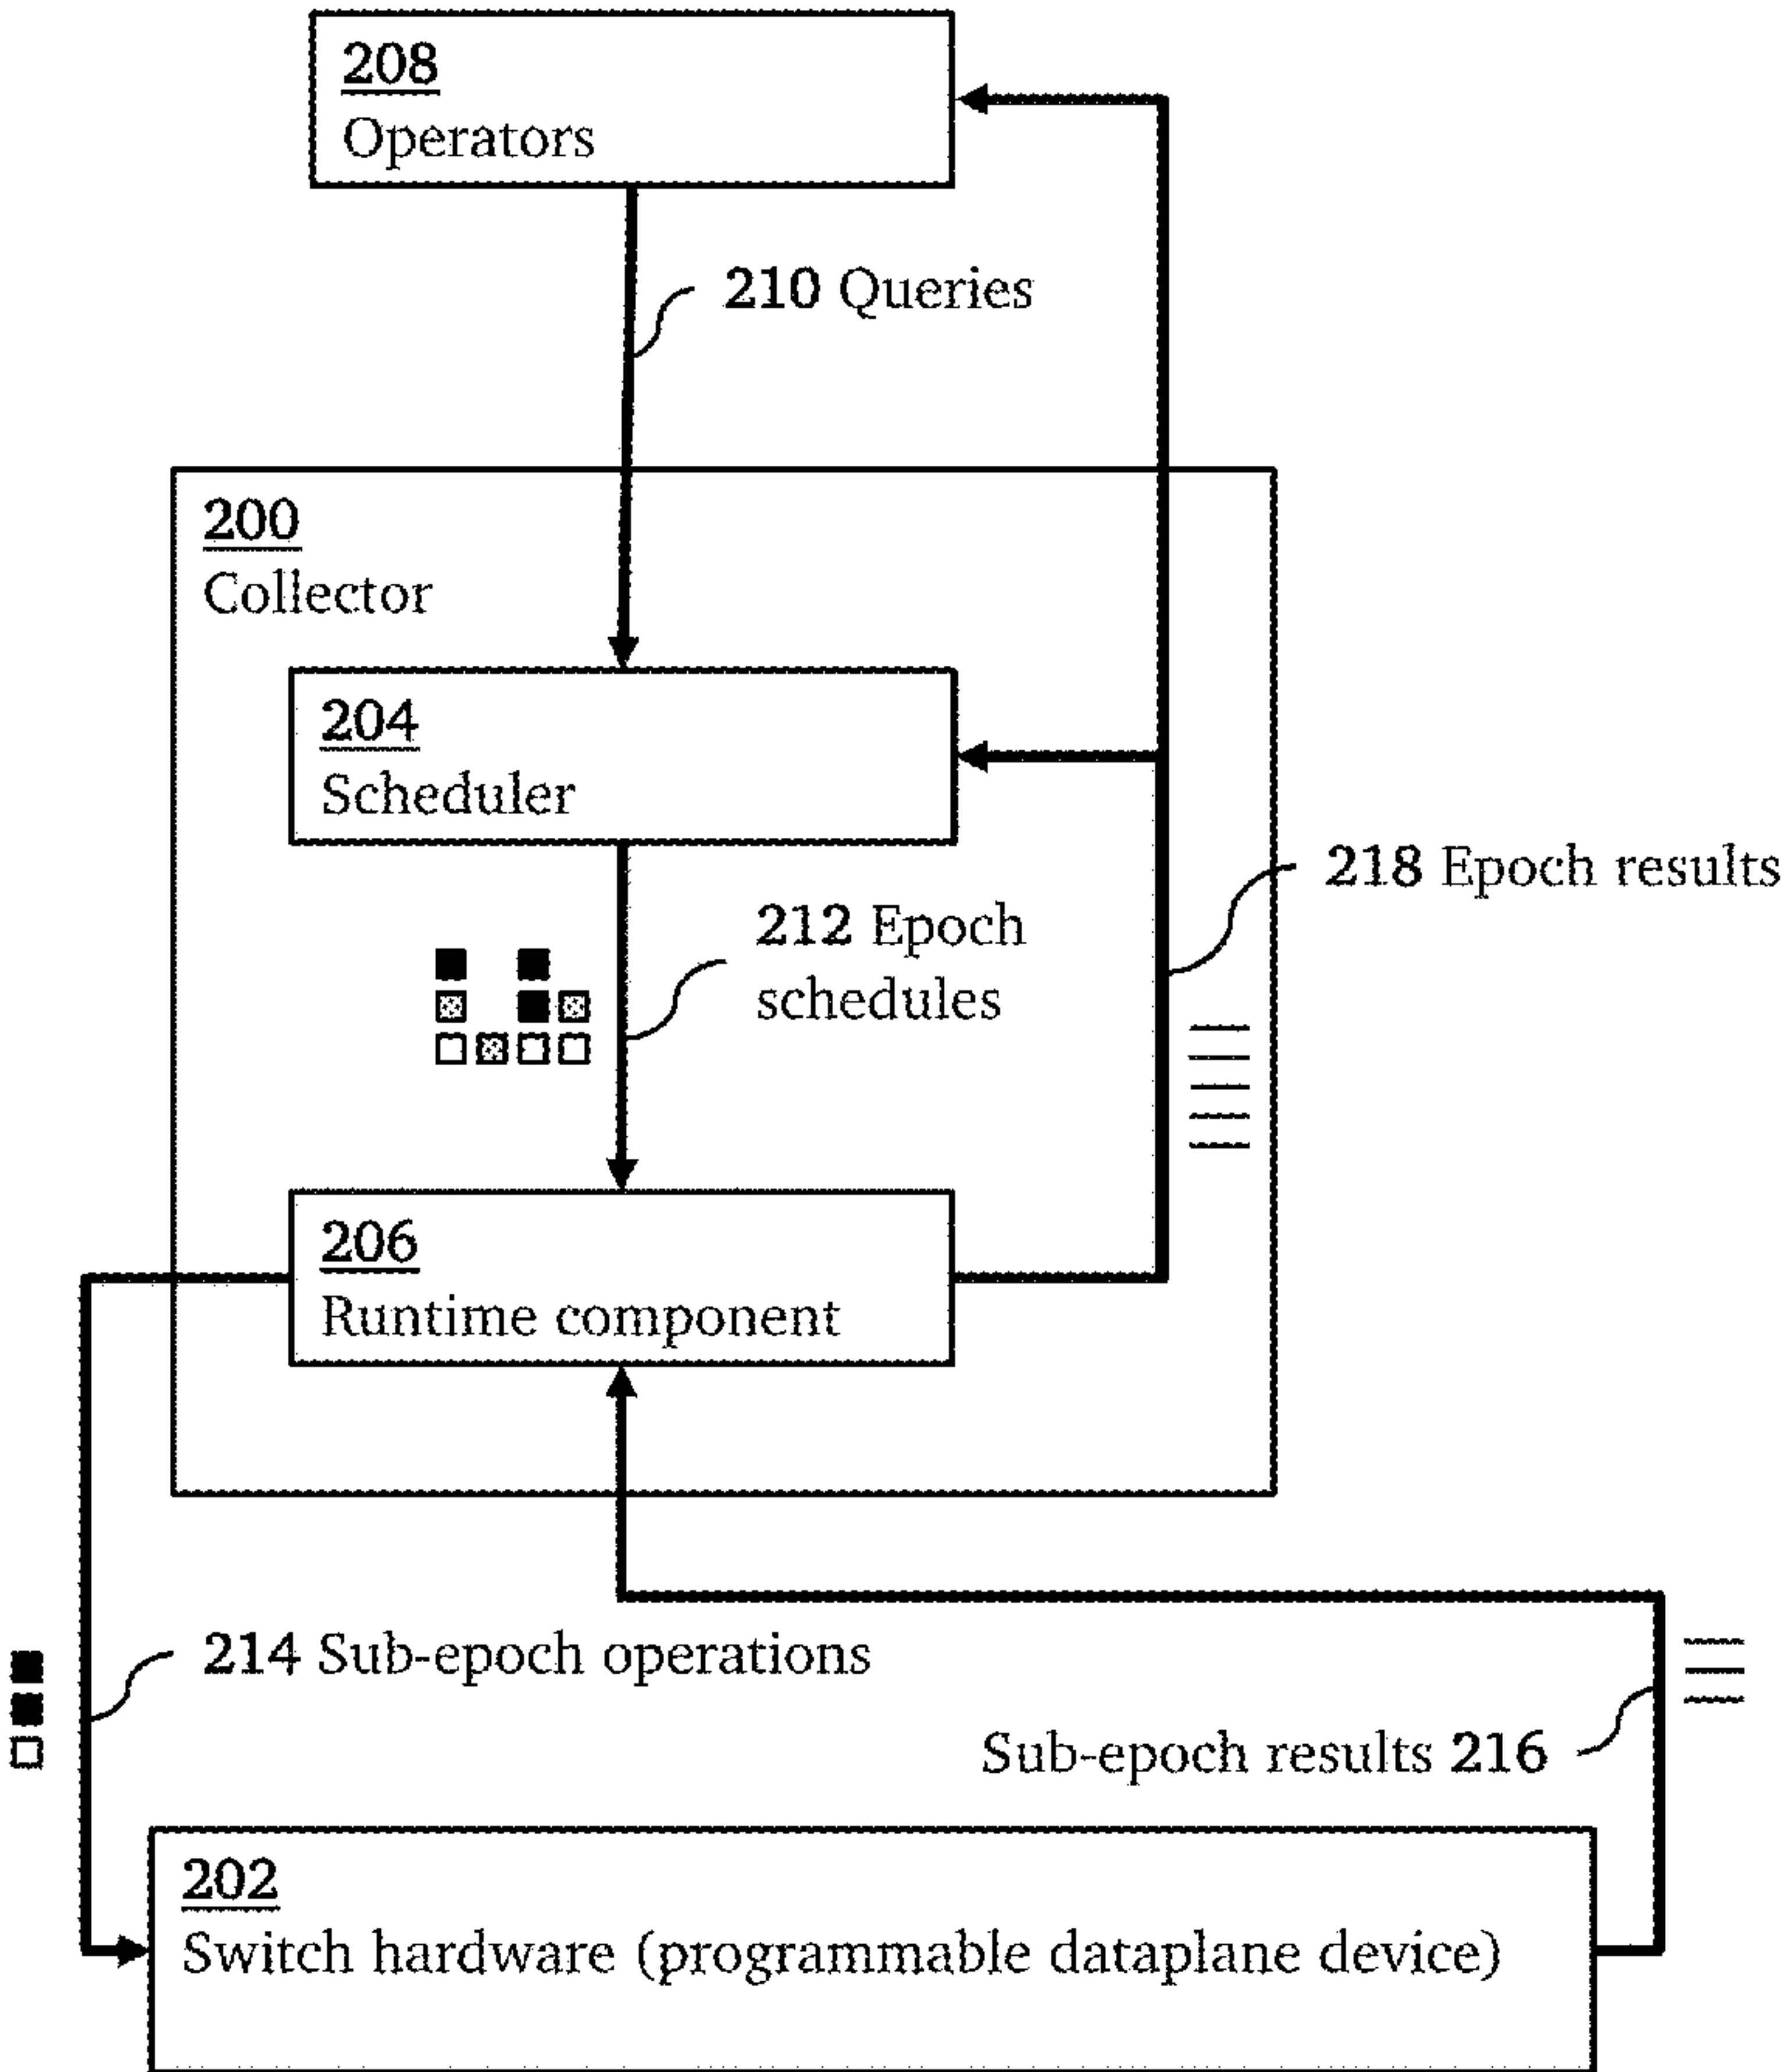 208
Operators
210 Queries
200
Collector
204
Scheduler
218 Epoch results
212 Epoch
schedules
206
Runtime component
214 Sub-epoch operations
Sub-epoch results 216
202
Switch hardware (programmable dataplane device)